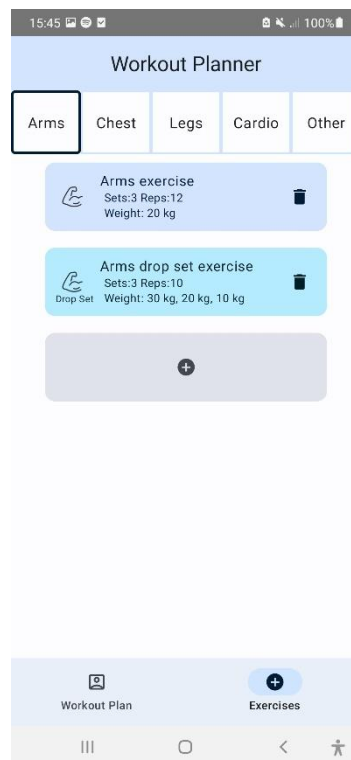 15:45 100%
Workout Planner
Arms Chest Legs Cardio Other
Arms exercise
Sets:3 Reps:12
Weight: 20 kg
Arms drop set exercise
Sets:3 Reps:10
Drop Set Weight: 30 kg, 20 kg, 10 kg
Workout Plan Exercises